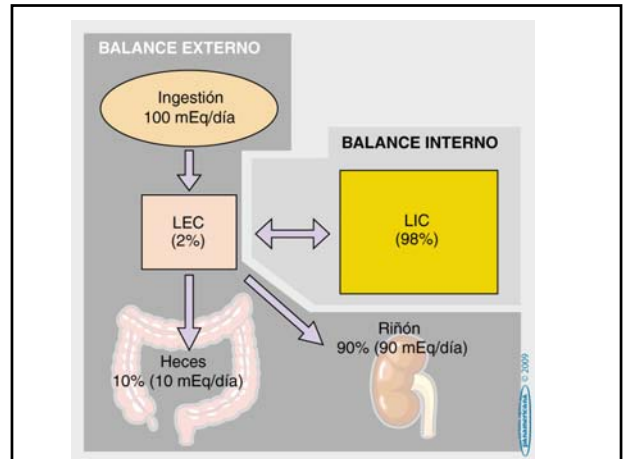 BALANCE EXTERNO
Ingestión
100 mEq/día
BALANCE INTERNO
LEC
(2%)
LIC
(98%)
Heces
10% (10 mEq/día)
Riñón
90% (90 mEq/día)
panamericana © 2009